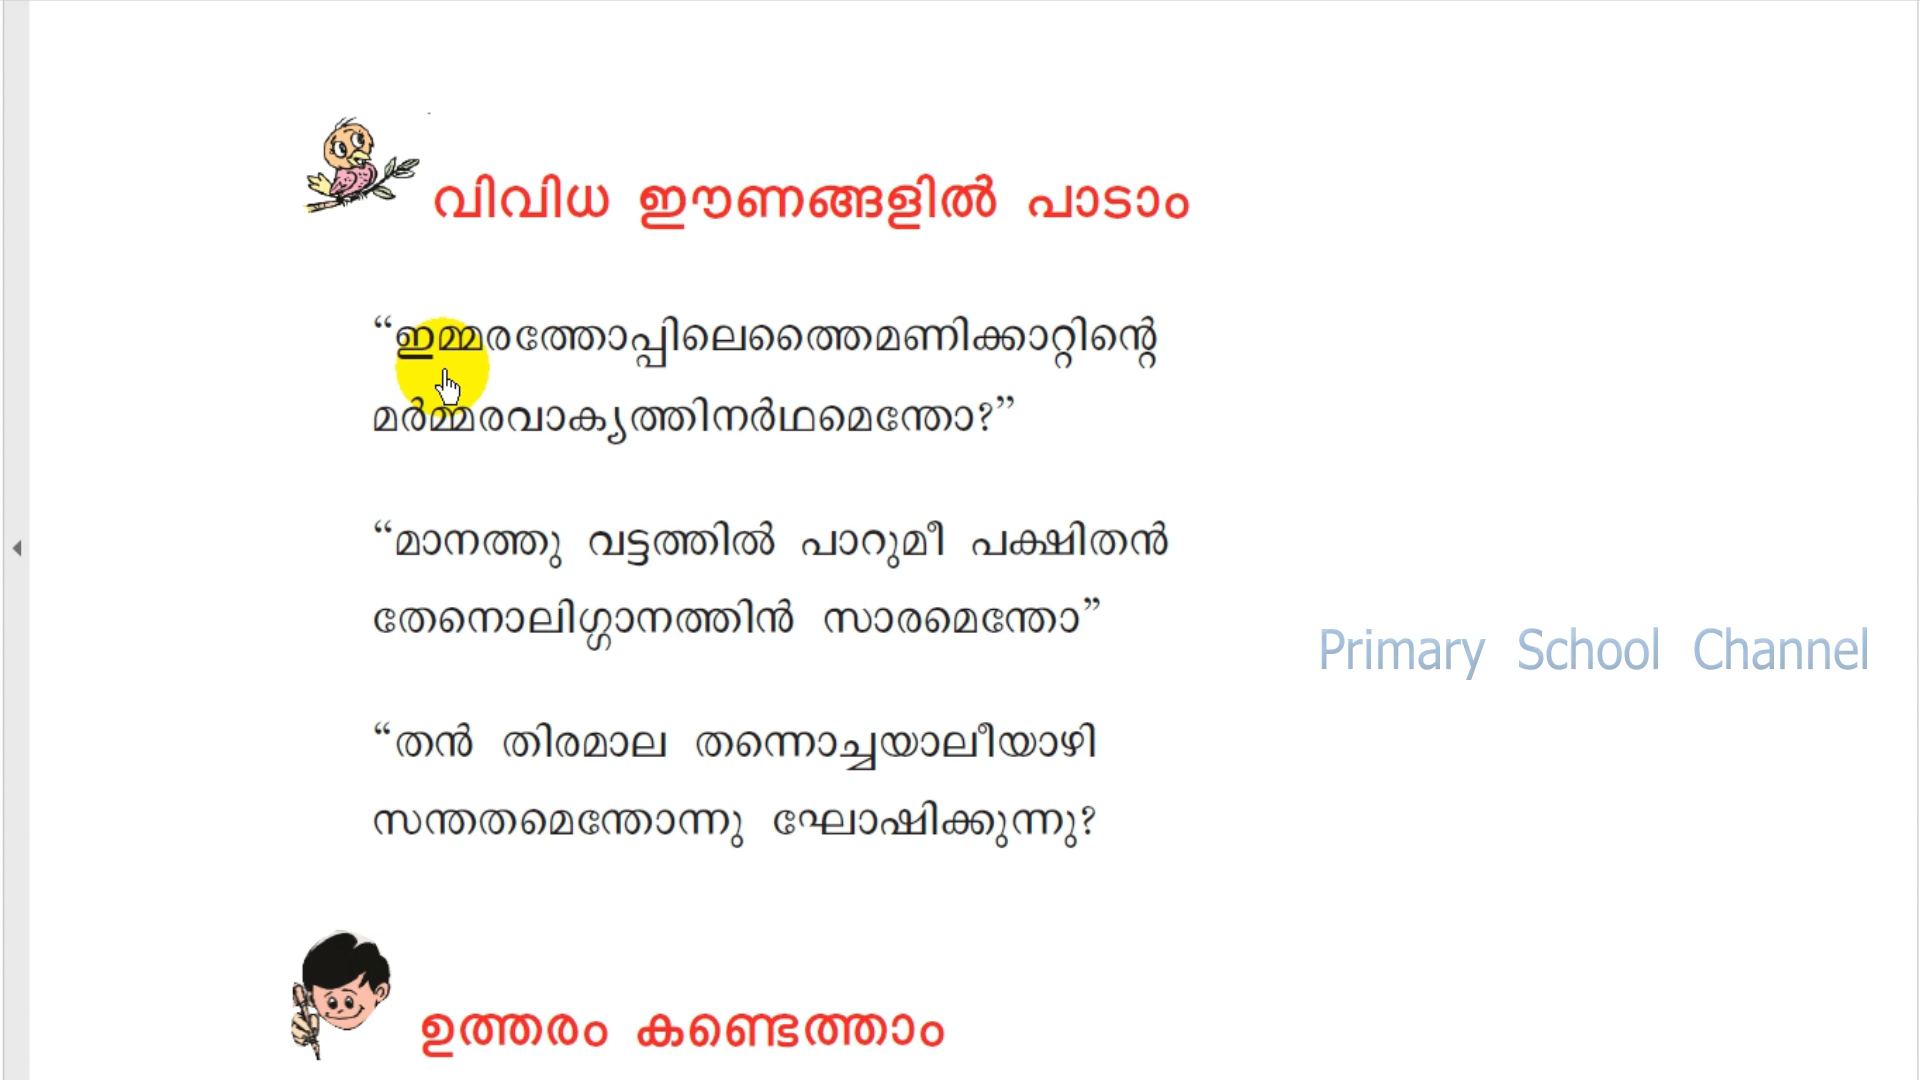 വിവിധ ഈണങ്ങളിൽ പാടാം
“ഇമ്മരത്തോപ്പിലെത്തൈമണിക്കാറ്റിന്റെ
മർമ്മരവാക്യത്തിനർഥമെന്തോ?”
“മാനത്തു വട്ടത്തിൽ പാറുമീ പക്ഷിതൻ
തേനൊലിഗ്ഗാനത്തിൻ സാരമെന്തോ”
Primary School Channel
“തൻ തിരമാല തന്നൊച്ചയാലീയാഴി
സന്തതമെന്തോന്നു ഘോഷിക്കുന്നു?
ഉത്തരം കണ്ടെത്താം